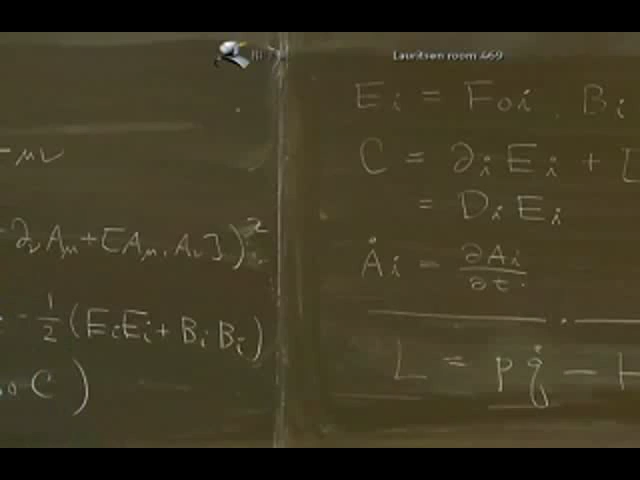 Lauritsen room 469
- μν
∂ν Aμ + [Aμ, Aν])²
- 1/2 (EiEi + BiBi)
C)
Ei = F0i, Bi
C = ∂iEi + [
= DiEi
Ȧi = ∂Ai/∂t.
L = pq̇ - H